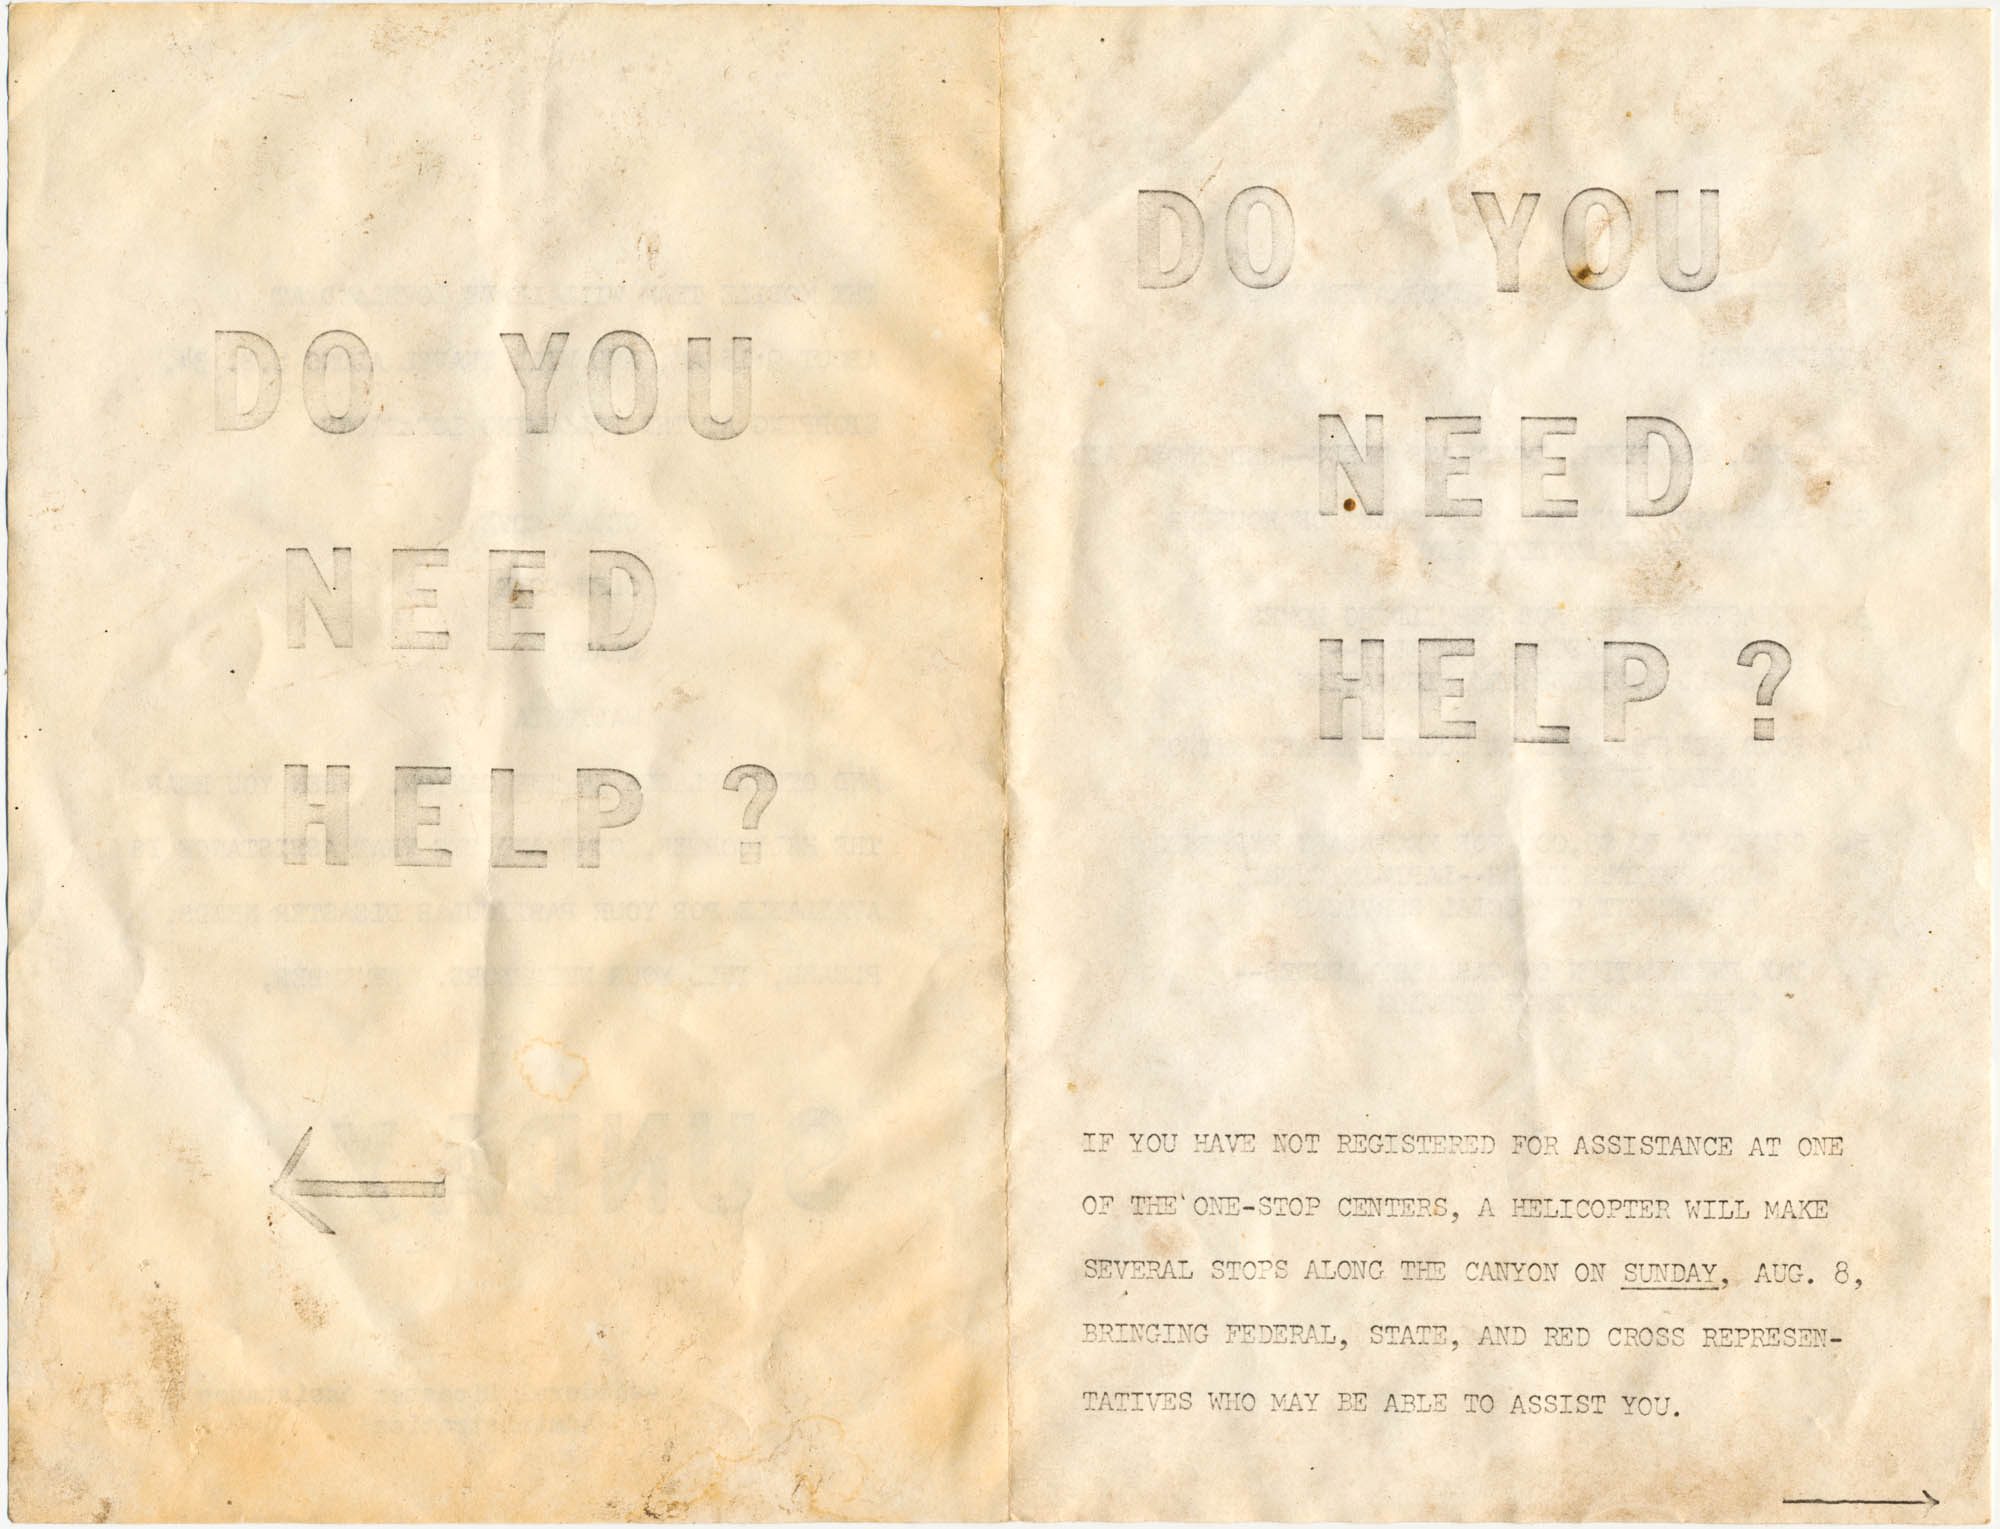 DO YOU
NEED
HELP ?
DO YOU
NEED
HELP ?
IF YOU HAVE NOT REGISTERED FOR ASSISTANCE AT ONE
OF THE ONE-STOP CENTERS, A HELICOPTER WILL MAKE
SEVERAL STOPS ALONG THE CANYON ON SUNDAY, AUG. 8,
BRINGING FEDERAL, STATE, AND RED CROSS REPRESEN-
TATIVES WHO MAY BE ABLE TO ASSIST YOU.